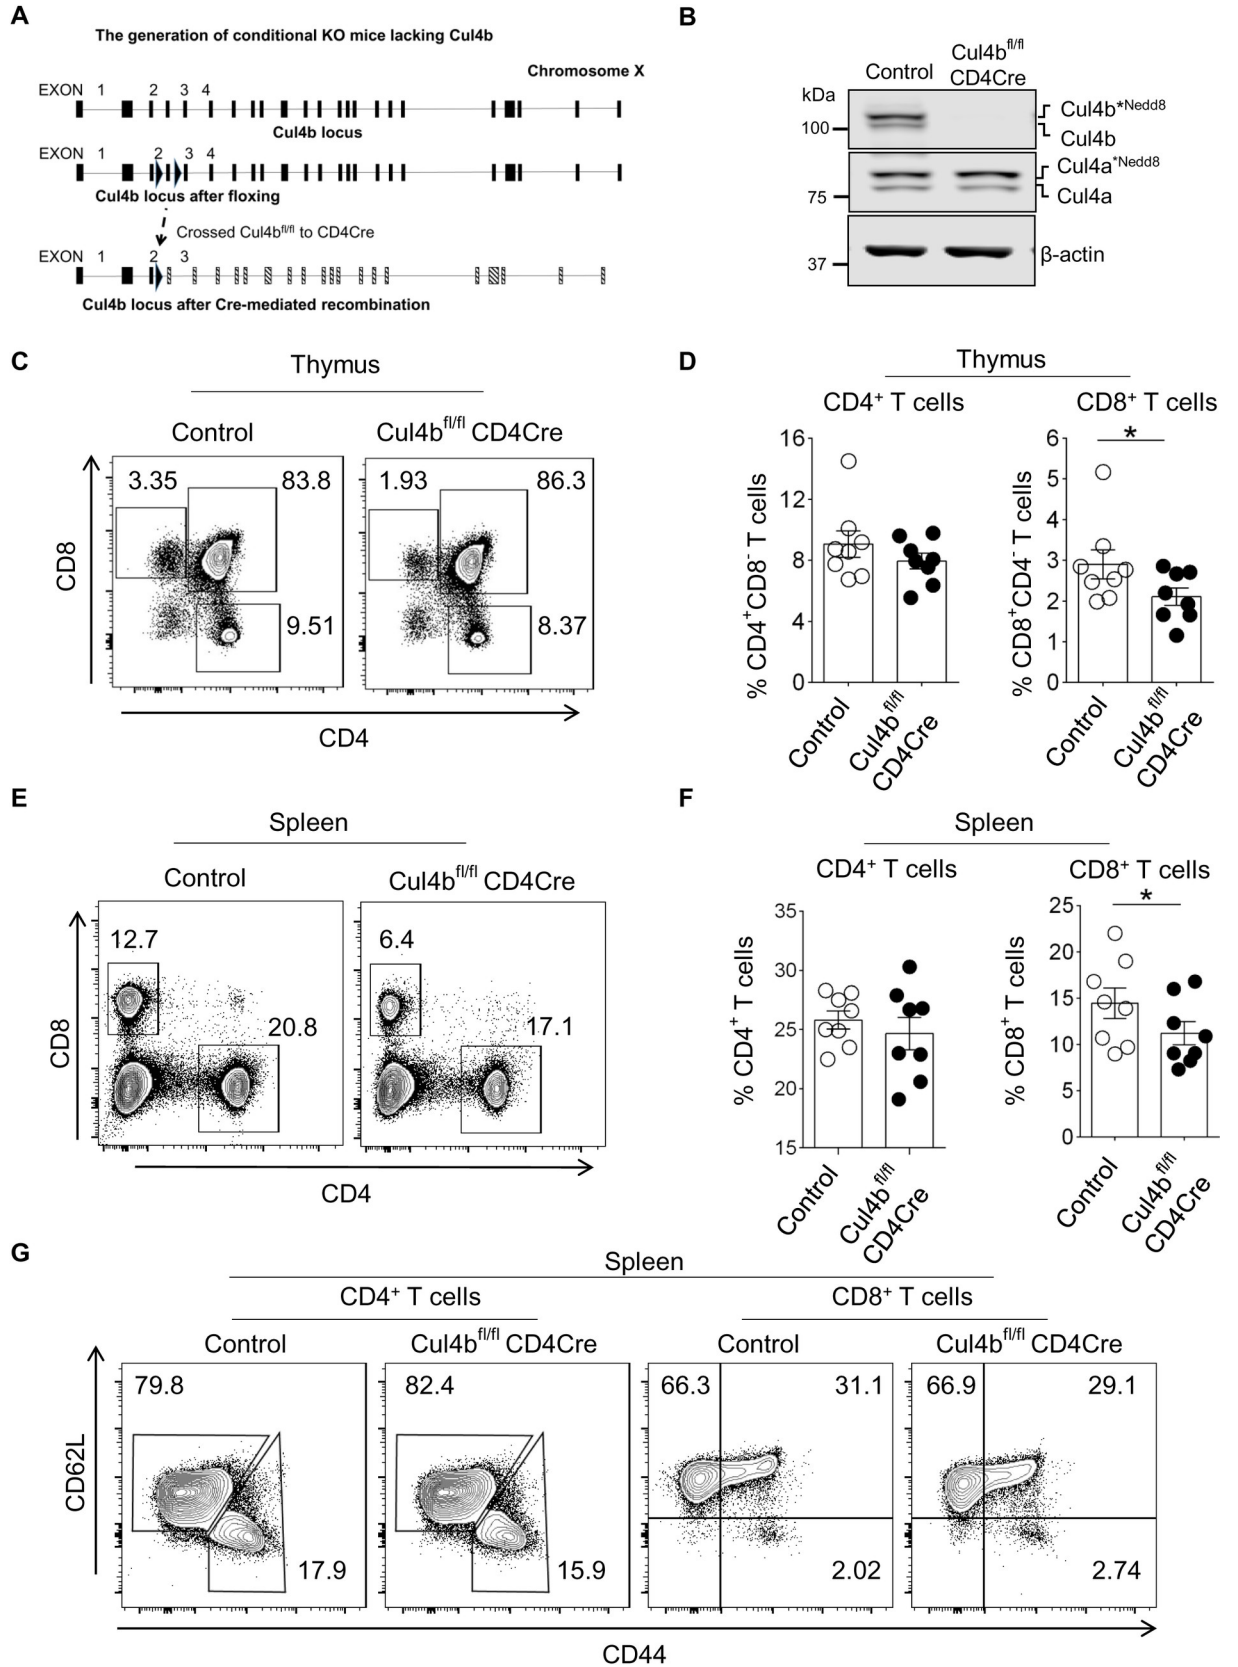 A
The generation of conditional KO mice lacking Cul4b
Chromosome X
EXON 1 2 3 4
Cul4b locus
EXON 1 2 3 4
Cul4b locus after floxing
Crossed Cul4bfl/fl to CD4Cre
EXON 1 2 3
Cul4b locus after Cre-mediated recombination
B
Control
Cul4bfl/fl
CD4Cre
kDa
100
75
37
Cul4b*Nedd8
Cul4b
Cul4a*Nedd8
Cul4a
β-actin
C
Thymus
Control
Cul4bfl/fl CD4Cre
3.35
83.8
9.51
1.93
86.3
8.37
CD8
CD4
D
Thymus
CD4+ T cells
% CD4+CD8- T cells
16
12
8
4
0
Control
Cul4bfl/fl
CD4Cre
CD8+ T cells
*
% CD8+CD4- T cells
6
5
4
3
2
1
0
Control
Cul4bfl/fl
CD4Cre
E
Spleen
Control
Cul4bfl/fl CD4Cre
12.7
20.8
6.4
17.1
CD8
CD4
F
Spleen
CD4+ T cells
% CD4+ T cells
35
30
25
20
15
Control
Cul4bfl/fl
CD4Cre
CD8+ T cells
*
% CD8+ T cells
25
20
15
10
5
0
Control
Cul4bfl/fl
CD4Cre
G
Spleen
CD4+ T cells
CD8+ T cells
Control
Cul4bfl/fl CD4Cre
Control
Cul4bfl/fl CD4Cre
79.8
17.9
82.4
15.9
66.3
31.1
2.02
66.9
29.1
2.74
CD62L
CD44